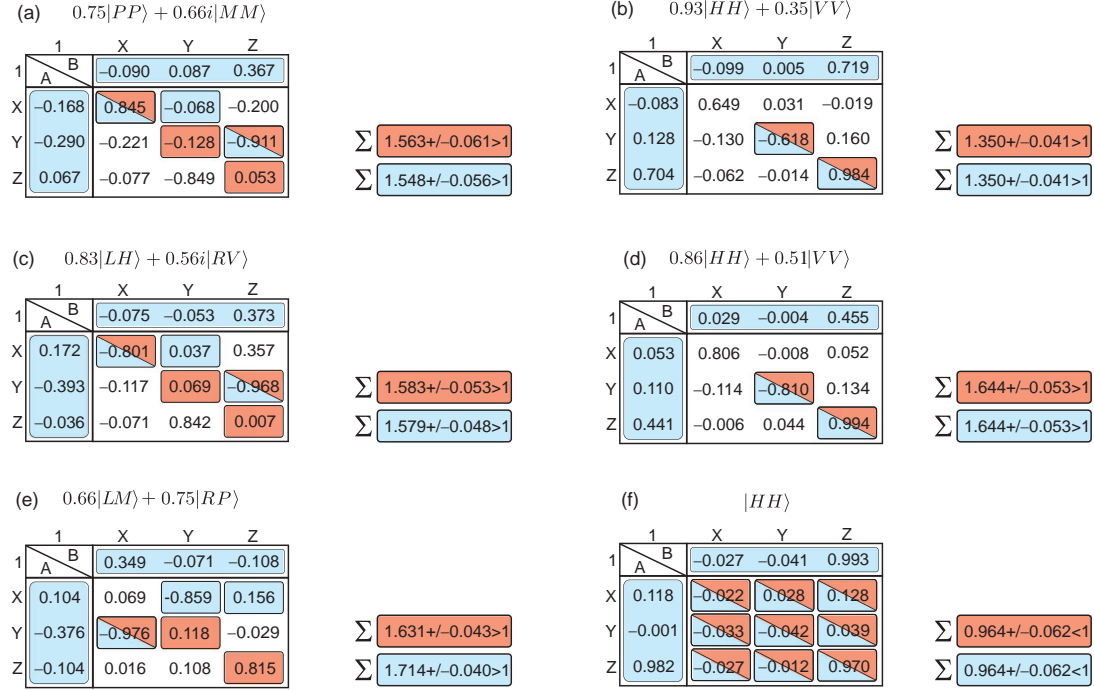 (a) 0.75|PP⟩ + 0.66i|MM⟩
1 X Y Z
1 A B −0.090 0.087 0.367
X −0.168 0.845 −0.068 −0.200
Y −0.290 −0.221 −0.128 −0.911
Z 0.067 −0.077 −0.849 0.053
∑ 1.563+/−0.061>1
∑ 1.548+/−0.056>1
(b) 0.93|HH⟩ + 0.35|VV⟩
1 X Y Z
1 A B −0.099 0.005 0.719
X −0.083 0.649 0.031 −0.019
Y 0.128 −0.130 −0.618 0.160
Z 0.704 −0.062 −0.014 0.984
∑ 1.350+/−0.041>1
∑ 1.350+/−0.041>1
(c) 0.83|LH⟩ + 0.56i|RV⟩
1 X Y Z
1 A B −0.075 −0.053 0.373
X 0.172 −0.801 0.037 0.357
Y −0.393 −0.117 0.069 −0.968
Z −0.036 −0.071 0.842 0.007
∑ 1.583+/−0.053>1
∑ 1.579+/−0.048>1
(d) 0.86|HH⟩ + 0.51|VV⟩
1 X Y Z
1 A B 0.029 −0.004 0.455
X 0.053 0.806 −0.008 0.052
Y 0.110 −0.114 −0.810 0.134
Z 0.441 −0.006 0.044 0.994
∑ 1.644+/−0.053>1
∑ 1.644+/−0.053>1
(e) 0.66|LM⟩ + 0.75|RP⟩
1 X Y Z
1 A B 0.349 −0.071 −0.108
X 0.104 0.069 -0.859 0.156
Y −0.376 −0.976 0.118 −0.029
Z −0.104 0.016 0.108 0.815
∑ 1.631+/−0.043>1
∑ 1.714+/−0.040>1
(f) |HH⟩
1 X Y Z
1 A B −0.027 −0.041 0.993
X 0.118 −0.022 0.028 0.128
Y −0.001 −0.033 −0.042 0.039
Z 0.982 −0.027 −0.012 0.970
∑ 0.964+/−0.062<1
∑ 0.964+/−0.062<1